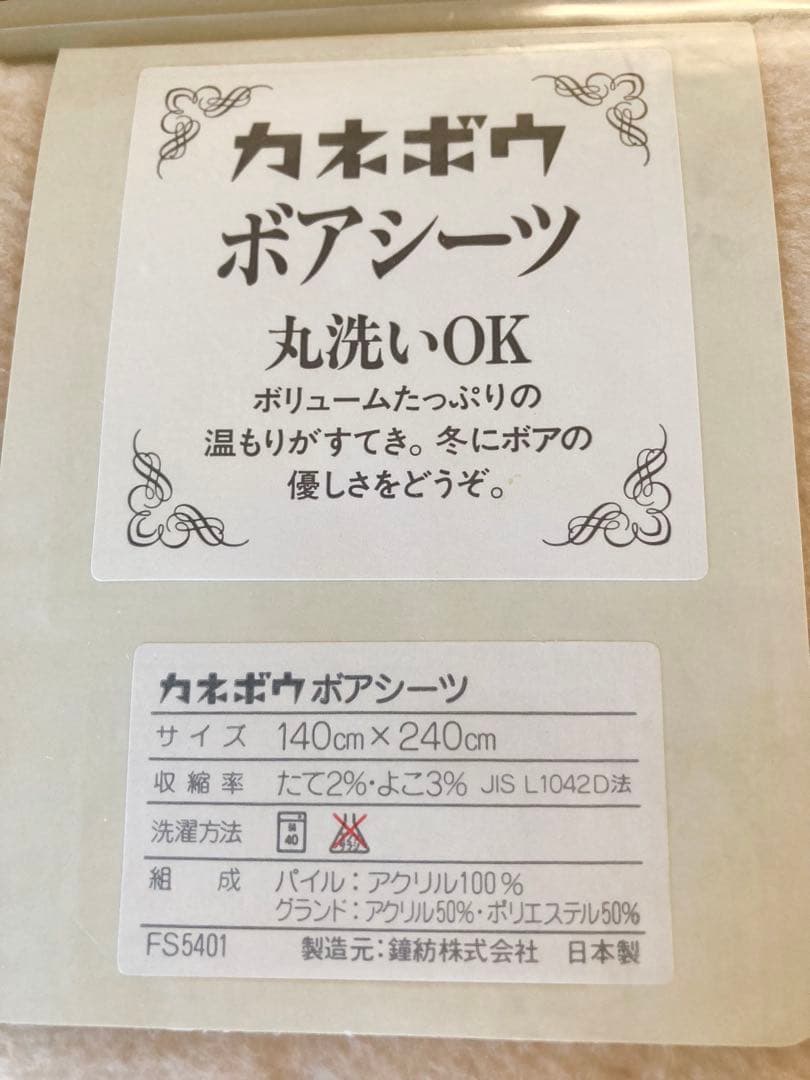 カネボウ
ボアシーツ
丸洗いOK
ボリュームたっぷりの
温もりがすてき。冬にボアの
優しさをどうぞ。
カネボウボアシーツ
サイズ 140cm×240cm
収縮率 たて2%・よこ3% JIS L1042D法
洗濯方法 40
組成 パイル：アクリル100%
グランド：アクリル50%・ポリエステル50%
FS5401 製造元：鐘紡株式会社 日本製